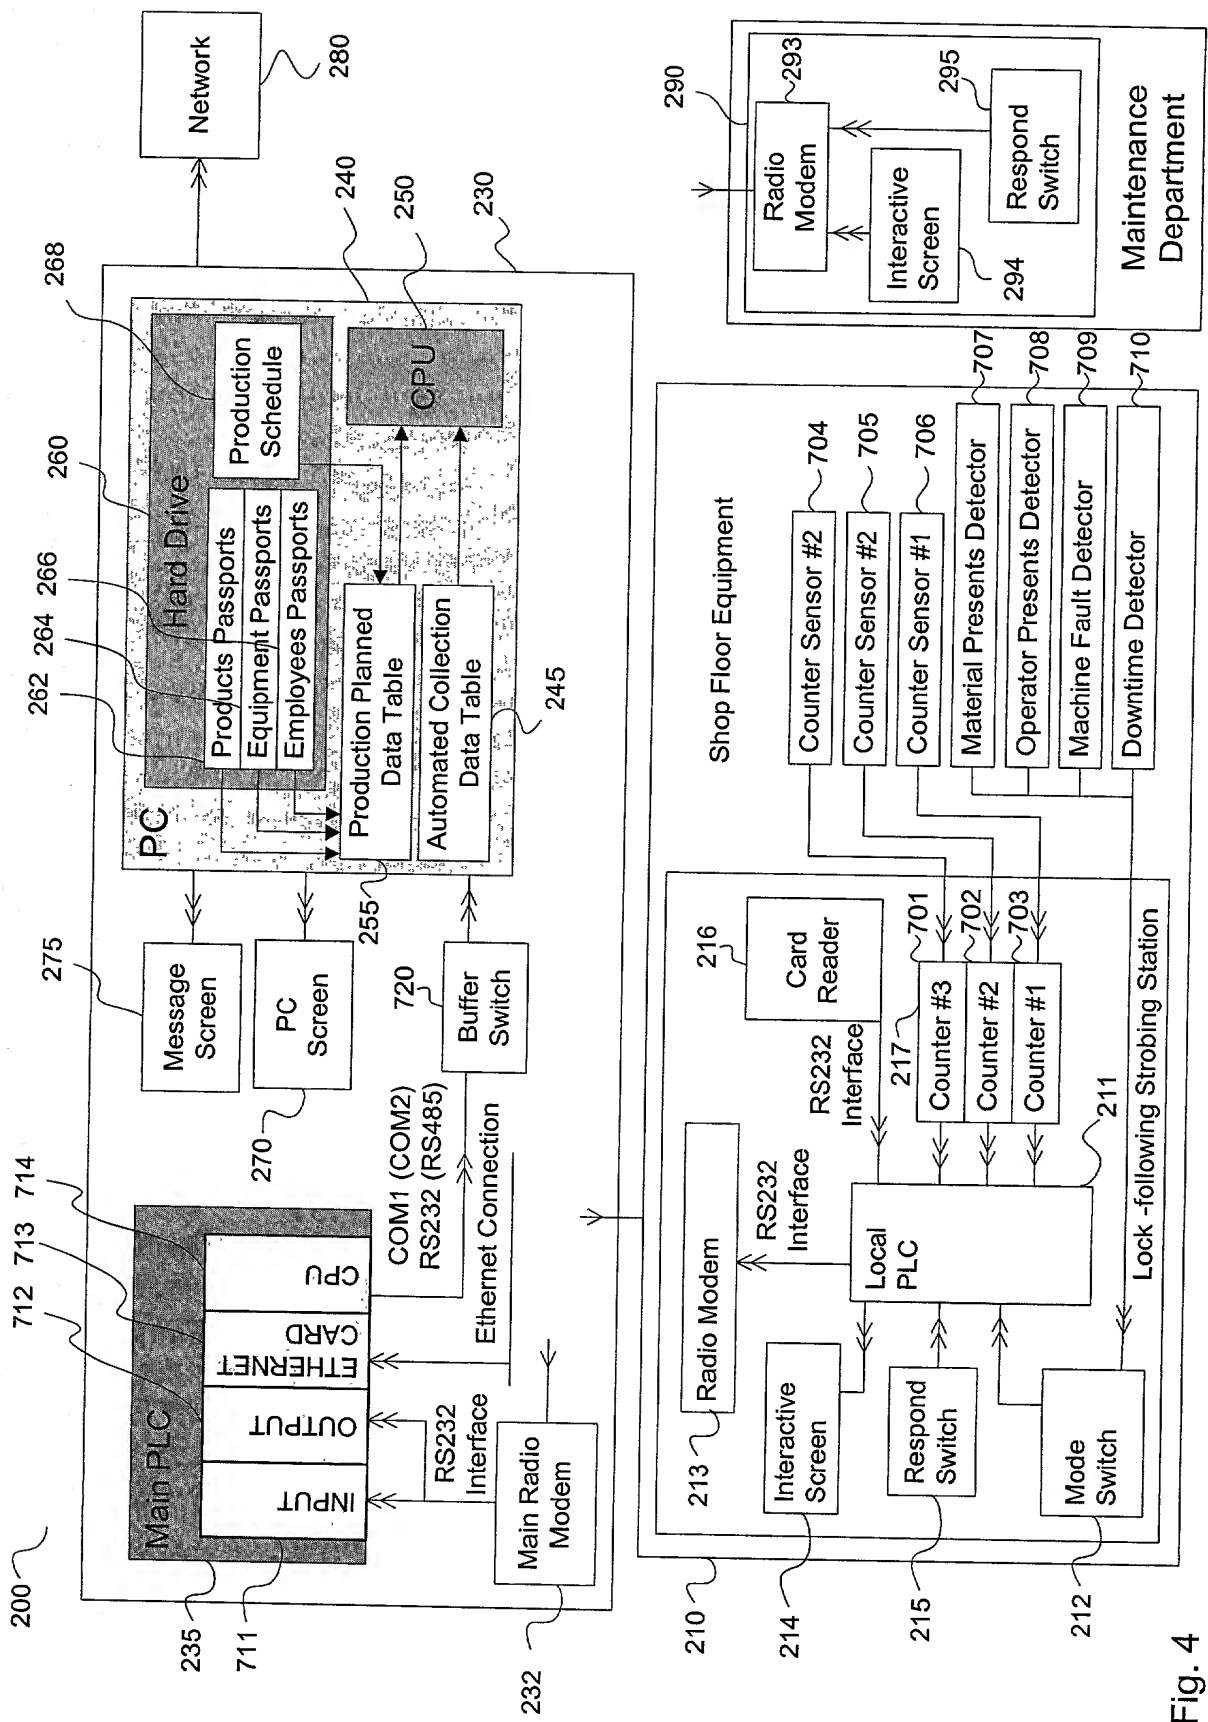 200
Main PLC
INPUT
OUTPUT
ETHERNET
CARD
CPU
235
711
712
713
714
Main Radio
Modem
232
RS232
Interface
Ethernet Connection
COM1 (COM2)
RS232 (RS485)
Message
Screen
275
PC
Screen
270
Buffer
Switch
720
PC
Hard Drive
Products Passports
Equipment Passports
Employees Passports
Production
Schedule
262
264
266
260
268
Production Planned
Data Table
255
Automated Collection
Data Table
245
CPU
240
250
230
Network
280
Shop Floor Equipment
Counter Sensor #2
704
Counter Sensor #2
705
Counter Sensor #1
706
Material Presents Detector
707
Operator Presents Detector
708
Machine Fault Detector
709
Downtime Detector
710
Radio Modem
213
RS232
Interface
RS232
Interface
Card
Reader
216
217
Counter #3
701
Counter #2
702
Counter #1
703
Local
PLC
211
Interactive
Screen
214
Respond
Switch
215
Mode
Switch
212
210
Lock -following Strobing Station
290
Radio
Modem
293
Interactive
Screen
294
Respond
Switch
295
Maintenance
Department
Fig. 4